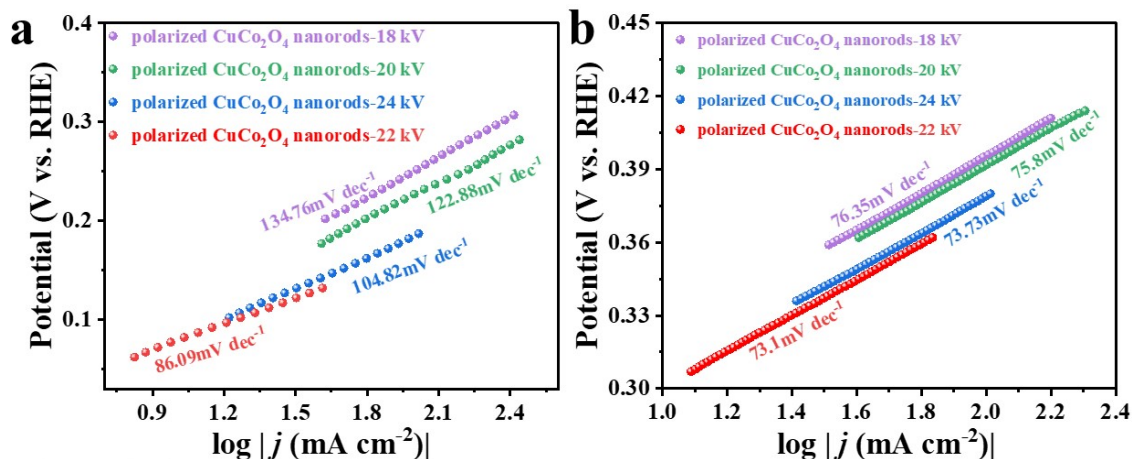 a
polarized CuCo2O4 nanorods-18 kV
polarized CuCo2O4 nanorods-20 kV
polarized CuCo2O4 nanorods-24 kV
polarized CuCo2O4 nanorods-22 kV
134.76mV dec-1
122.88mV dec-1
104.82mV dec-1
86.09mV dec-1
0.4
0.3
0.2
0.1
Potential (V vs. RHE)
0.9 1.2 1.5 1.8 2.1 2.4
log | j (mA cm-2)|
b
polarized CuCo2O4 nanorods-18 kV
polarized CuCo2O4 nanorods-20 kV
polarized CuCo2O4 nanorods-24 kV
polarized CuCo2O4 nanorods-22 kV
76.35mV dec-1
75.8mV dec-1
73.73mV dec-1
73.1mV dec-1
0.45
0.42
0.39
0.36
0.33
0.30
Potential (V vs. RHE)
1.0 1.2 1.4 1.6 1.8 2.0 2.2 2.4
log | j (mA cm-2)|